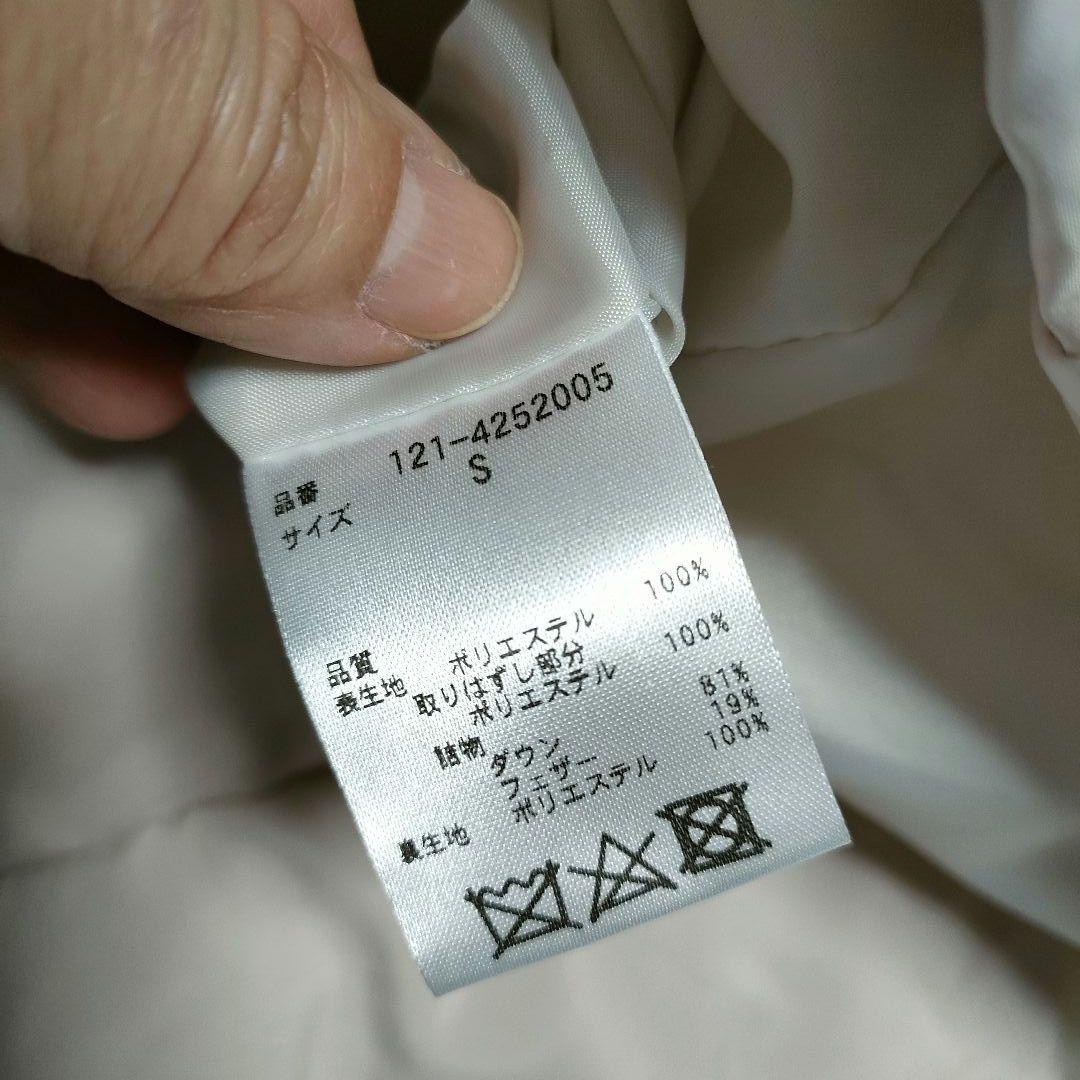 品番 121-4252005
サイズ S
品質
表生地 ポリエステル 100%
取りはずし部分
ポリエステル 100%
詰物
ダウン 81%
フェザー 19%
表生地 ポリエステル 100%